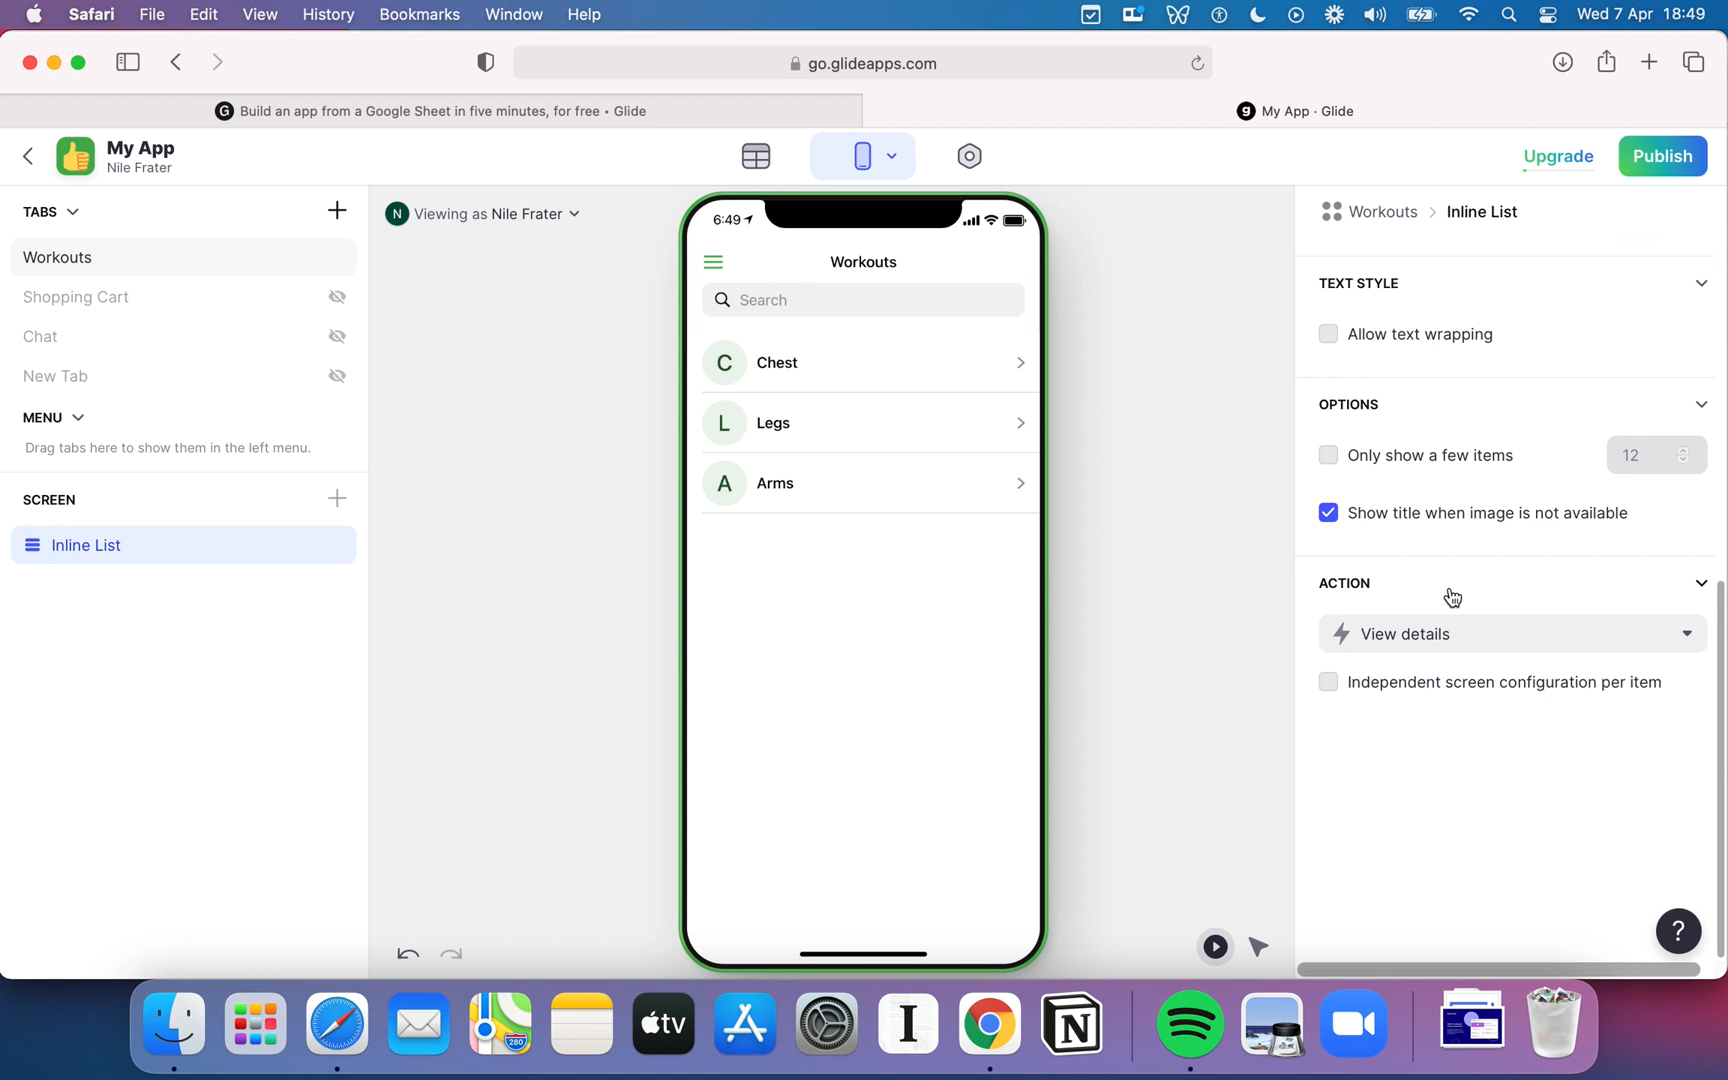 Safari File Edit View History Bookmarks Window Help Wed 7 Apr 18:49
go.glideapps.com
G Build an app from a Google Sheet in five minutes, for free • Glide
g My App · Glide
My App
Nile Frater
Upgrade
Publish
TABS
Workouts
Shopping Cart
Chat
New Tab
MENU
Drag tabs here to show them in the left menu.
SCREEN
Inline List
N Viewing as Nile Frater
6:49
Workouts
Search
C Chest
L Legs
A Arms
Workouts > Inline List
TEXT STYLE
Allow text wrapping
OPTIONS
Only show a few items 12
Show title when image is not available
ACTION
View details
Independent screen configuration per item
?
280
tv
I
N